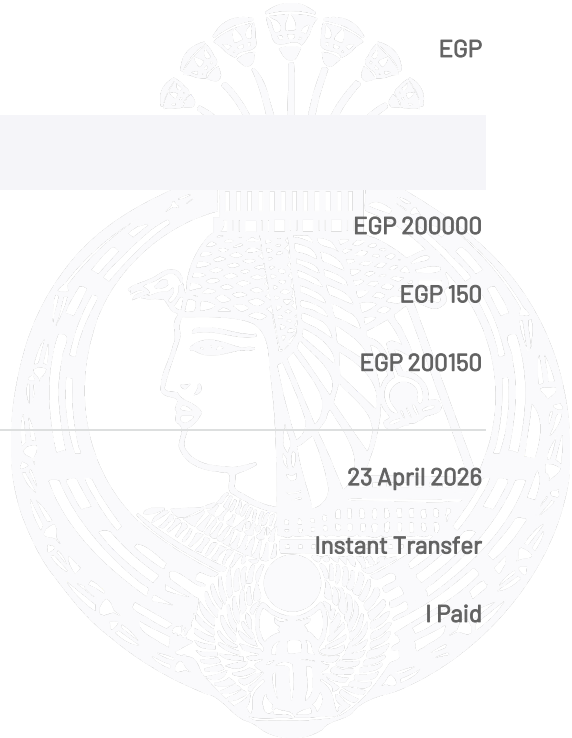 EGP
EGP 200000
EGP 150
EGP 200150
23 April 2026
Instant Transfer
I Paid